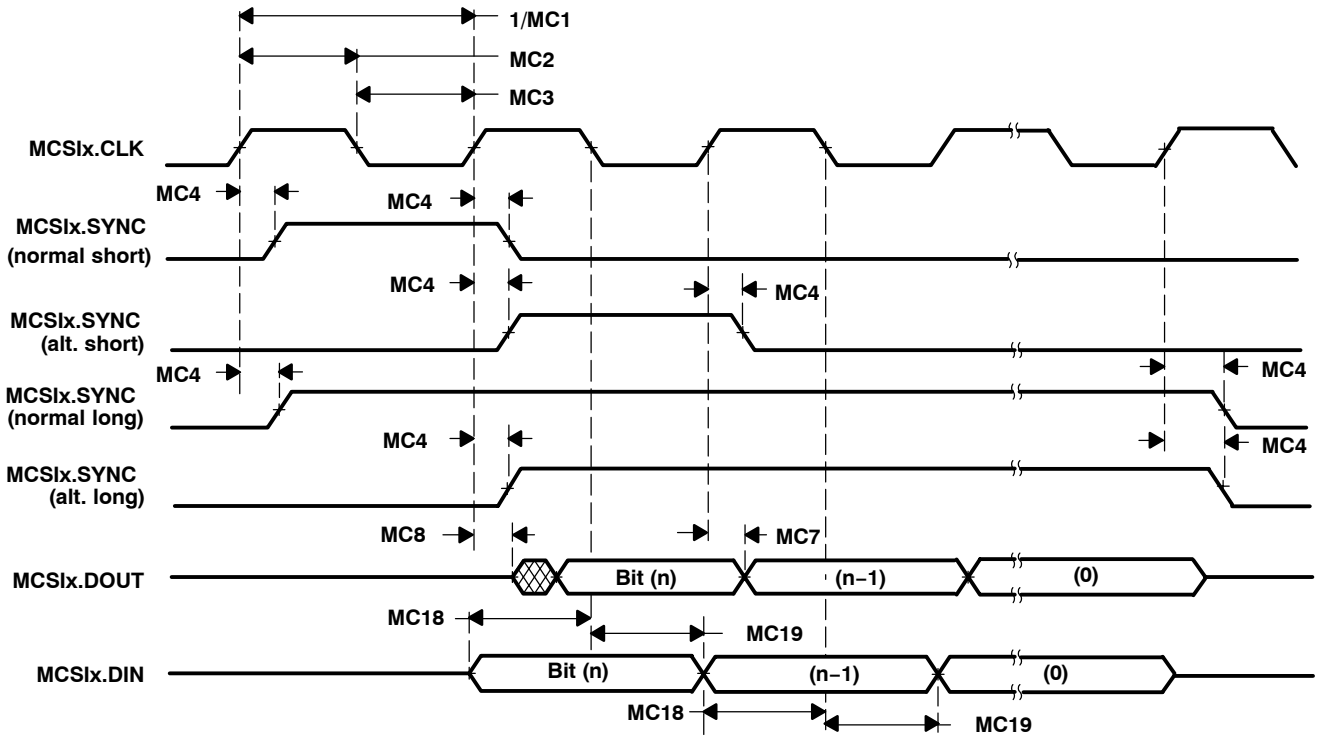 1/MC1
MC2
MC3
MCSIx.CLK
MC4
MC4
MCSIx.SYNC
(normal short)
MC4
MC4
MCSIx.SYNC
(alt. short)
MC4
MC4
MCSIx.SYNC
(normal long)
MC4
MC4
MCSIx.SYNC
(alt. long)
MC8
MC7
MCSIx.DOUT
Bit (n)
(n−1)
(0)
MC18
MC19
MCSIx.DIN
Bit (n)
(n−1)
(0)
MC18
MC19